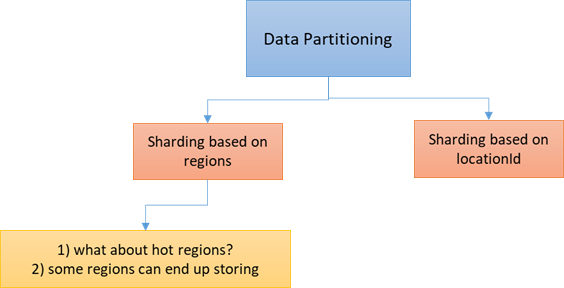 Data Partitioning
Sharding based on
regions
Sharding based on
locationId
1) what about hot regions?
2) some regions can end up storing